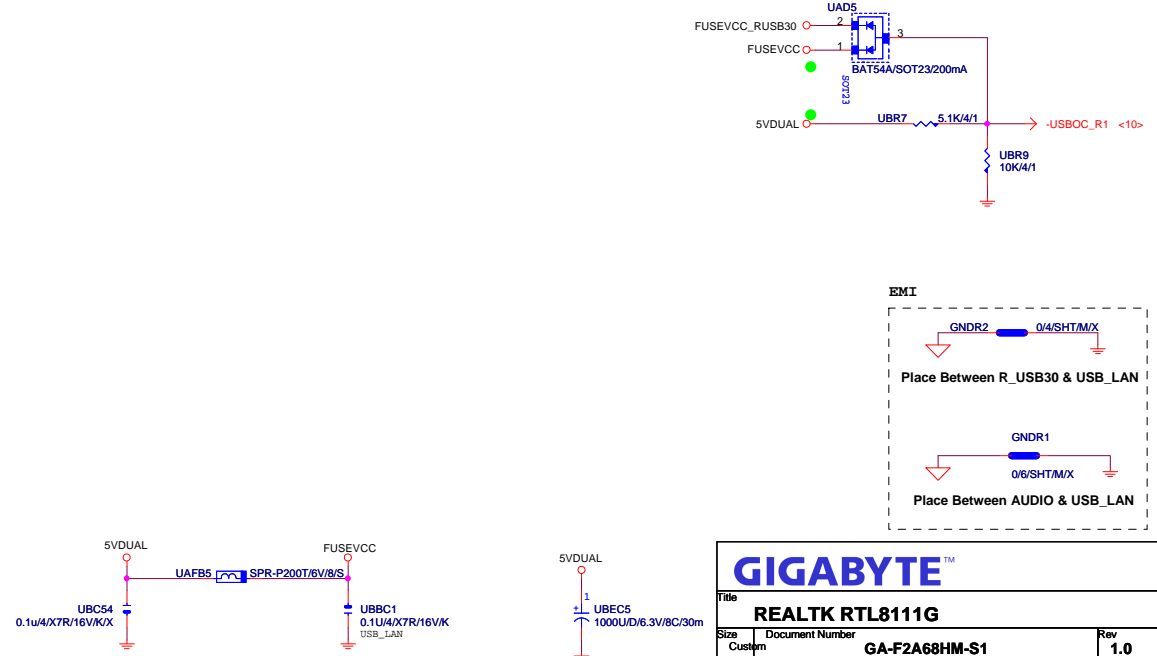 UAD5
FUSEVCC_RUSB30
2
3
FUSEVCC
1
BAT54A/SOT23/200mA
SOT23
5VDUAL
UBR7
5.1K/4/1
-USBOC_R1 <10>
UBR9
10K/4/1
EMI
GNDR2
0/4/SHT/M/X
Place Between R_USB30 & USB_LAN
GNDR1
0/6/SHT/M/X
Place Between AUDIO & USB_LAN
5VDUAL
FUSEVCC
UAFB5
SPR-P200T/6V/8/S
UBC54
0.1u/4/X7R/16V/K/X
UBBC1
0.1U/4/X7R/16V/K
USB_LAN
5VDUAL
1
+
UBEC5
1000U/D/6.3V/8C/30m
GIGABYTE™
Title
REALTK RTL8111G
Size
Custom
Document Number
GA-F2A68HM-S1
Rev
1.0